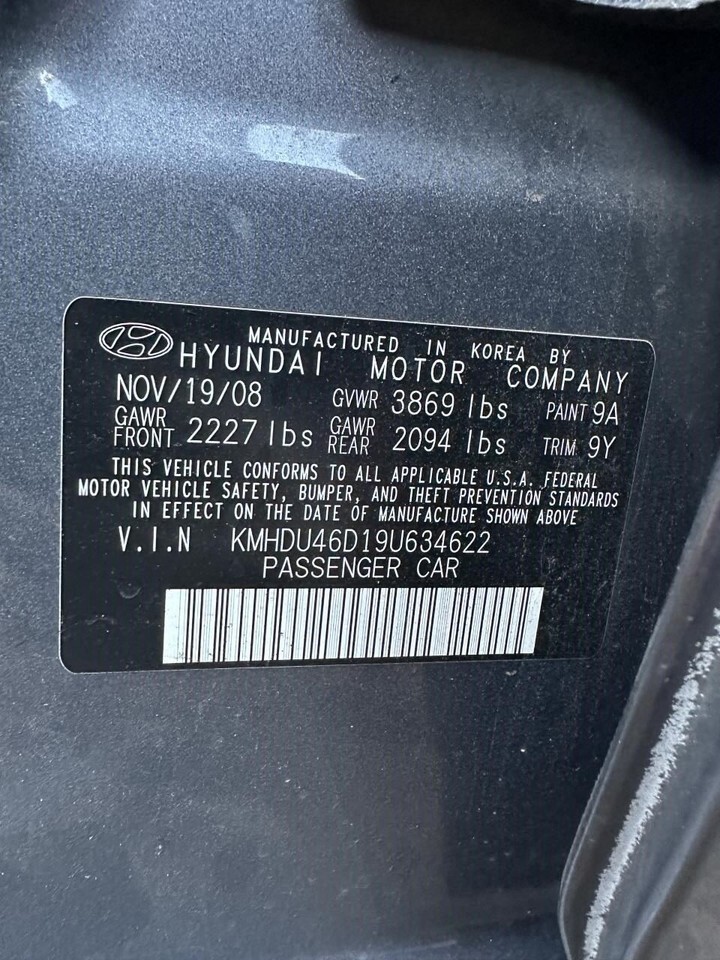 MANUFACTURED IN KOREA BY
HYUNDAI MOTOR COMPANY
NOV/19/08 GVWR 3869 lbs PAINT 9A
GAWR FRONT 2227 lbs GAWR REAR 2094 lbs TRIM 9Y
THIS VEHICLE CONFORMS TO ALL APPLICABLE U.S.A. FEDERAL
MOTOR VEHICLE SAFETY, BUMPER, AND THEFT PREVENTION STANDARDS
IN EFFECT ON THE DATE OF MANUFACTURE SHOWN ABOVE
V.I.N KMHDU46D19U634622
PASSENGER CAR